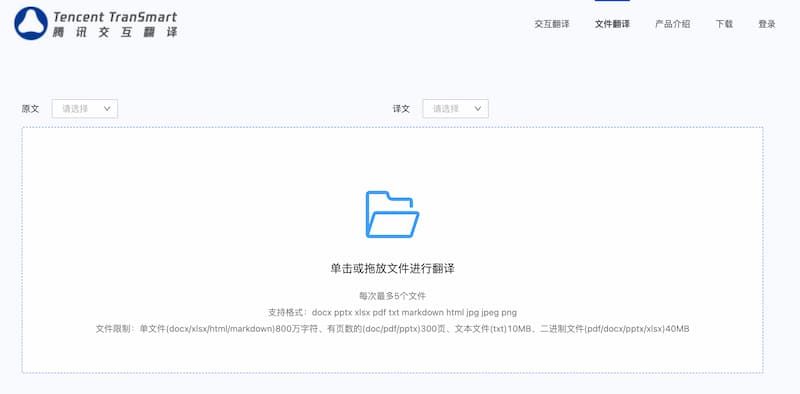 Tencent TranSmart
腾讯交互翻译
交互翻译 文件翻译 产品介绍 下载 登录
原文 请选择 译文 请选择
单击或拖放文件进行翻译
每次最多5个文件
支持格式：docx pptx xlsx pdf txt markdown html jpg jpeg png
文件限制：单文件(docx/xlsx/html/markdown)800万字符、有页数的(doc/pdf/pptx)300页、文本文件(txt)10MB、二进制文件(pdf/docx/pptx/xlsx)40MB